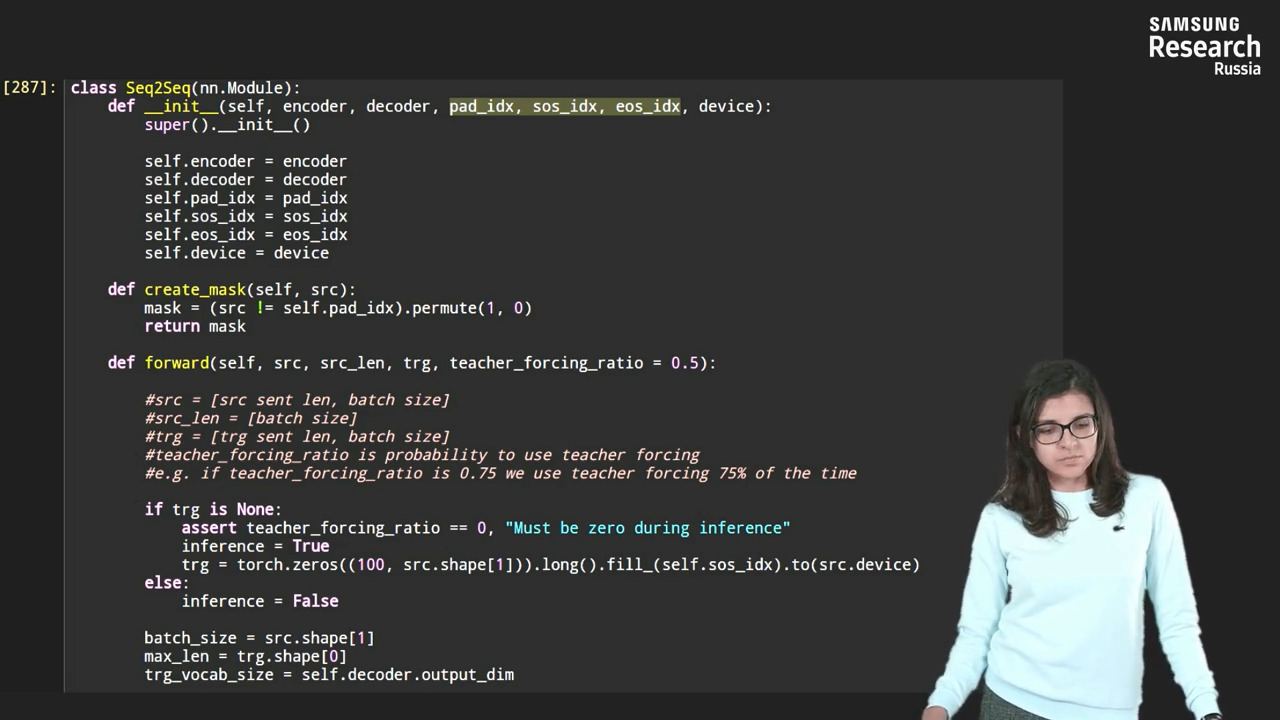 SAMSUNG
Research
Russia
[287]: class Seq2Seq(nn.Module):
def __init__(self, encoder, decoder, pad_idx, sos_idx, eos_idx, device):
super().__init__()
self.encoder = encoder
self.decoder = decoder
self.pad_idx = pad_idx
self.sos_idx = sos_idx
self.eos_idx = eos_idx
self.device = device
def create_mask(self, src):
mask = (src != self.pad_idx).permute(1, 0)
return mask
def forward(self, src, src_len, trg, teacher_forcing_ratio = 0.5):
#src = [src sent len, batch size]
#src_len = [batch size]
#trg = [trg sent len, batch size]
#teacher_forcing_ratio is probability to use teacher forcing
#e.g. if teacher_forcing_ratio is 0.75 we use teacher forcing 75% of the time
if trg is None:
assert teacher_forcing_ratio == 0, "Must be zero during inference"
inference = True
trg = torch.zeros((100, src.shape[1])).long().fill_(self.sos_idx).to(src.device)
else:
inference = False
batch_size = src.shape[1]
max_len = trg.shape[0]
trg_vocab_size = self.decoder.output_dim